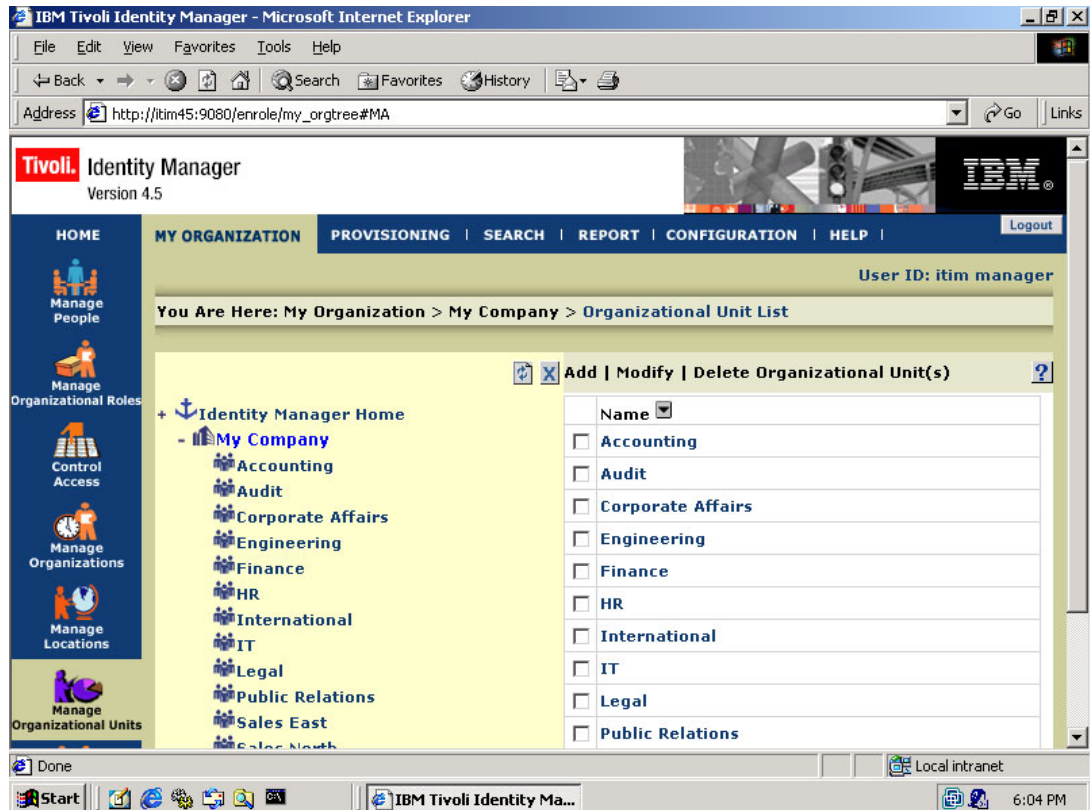 IBM Tivoli Identity Manager - Microsoft Internet Explorer
File Edit View Favorites Tools Help
Back Search Favorites History
Address http://itim45:9080/enrole/my_orgtree#MA Go Links
Tivoli. Identity Manager
Version 4.5
IBM®
HOME MY ORGANIZATION PROVISIONING | SEARCH | REPORT | CONFIGURATION | HELP | Logout
User ID: itim manager
Manage
People
You Are Here: My Organization > My Company > Organizational Unit List
Manage
Organizational Roles
Control
Access
Manage
Organizations
Manage
Locations
Manage
Organizational Units
X
+ Identity Manager Home
- My Company
Accounting
Audit
Corporate Affairs
Engineering
Finance
HR
International
IT
Legal
Public Relations
Sales East
Sales North
Add | Modify | Delete Organizational Unit(s) ?
Name
Accounting
Audit
Corporate Affairs
Engineering
Finance
HR
International
IT
Legal
Public Relations
Done Local intranet
Start IBM Tivoli Identity Ma... 6:04 PM